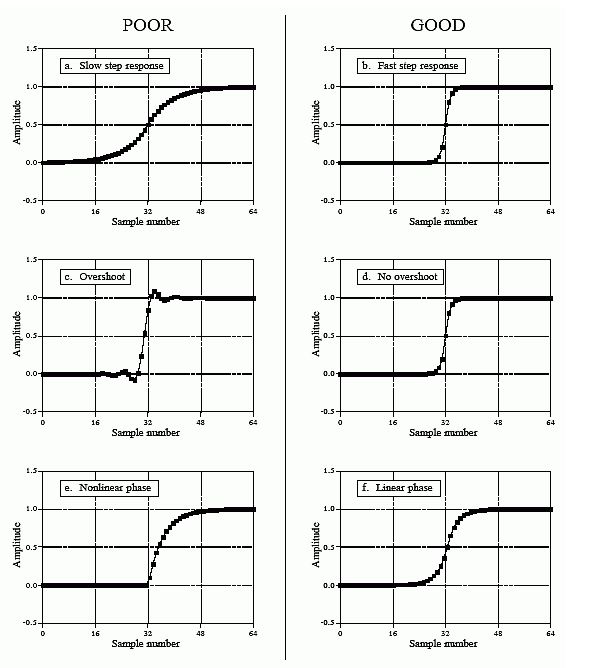 POOR
GOOD
1.5
a. Slow step response
1.0
0.5
0.0
-0.5
0 16 32 48 64
Sample number
Amplitude
1.5
b. Fast step response
1.0
0.5
0.0
-0.5
0 16 32 48 64
Sample number
Amplitude
1.5
c. Overshoot
1.0
0.5
0.0
-0.5
0 16 32 48 64
Sample number
Amplitude
1.5
d. No overshoot
1.0
0.5
0.0
-0.5
0 16 32 48 64
Sample number
Amplitude
1.5
e. Nonlinear phase
1.0
0.5
0.0
-0.5
0 16 32 48 64
Sample number
Amplitude
1.5
f. Linear phase
1.0
0.5
0.0
-0.5
0 16 32 48 64
Sample number
Amplitude